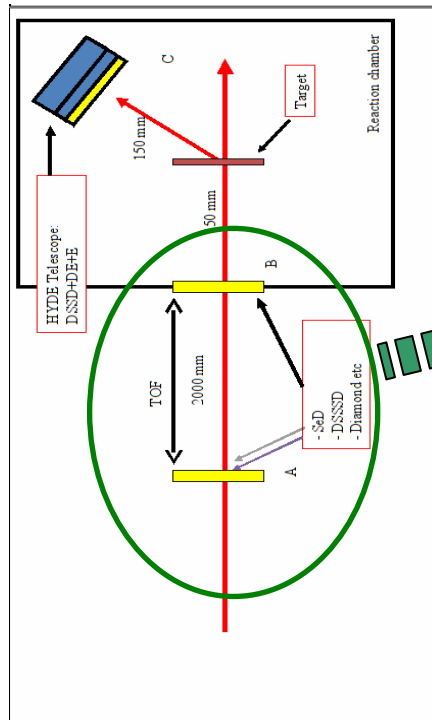 HYDE Telescope:
DSSD+DE+E
C
150 mm
TOF
2000 mm
50 mm
Target
A
B
- SeD
- DSSSD
- Diamond etc
Reaction chamber